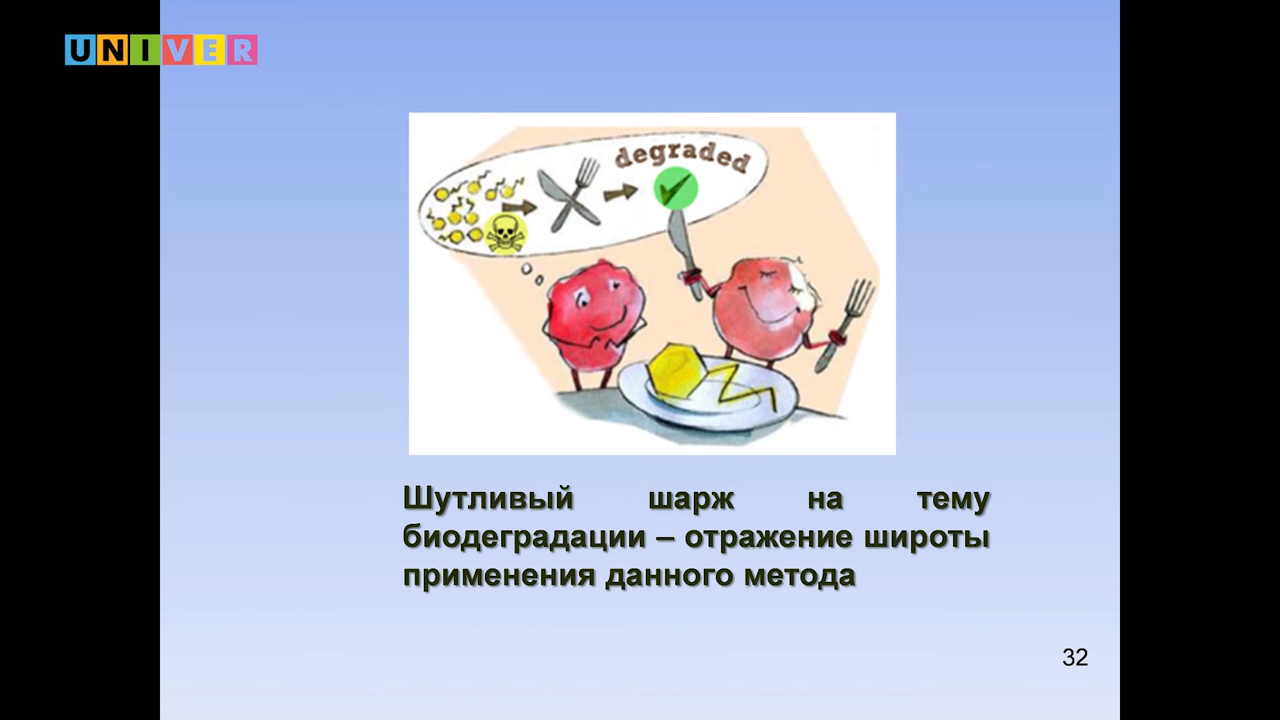 UNIVER
degraded
Шутливый шарж на тему
биодеградации – отражение широты
применения данного метода
32